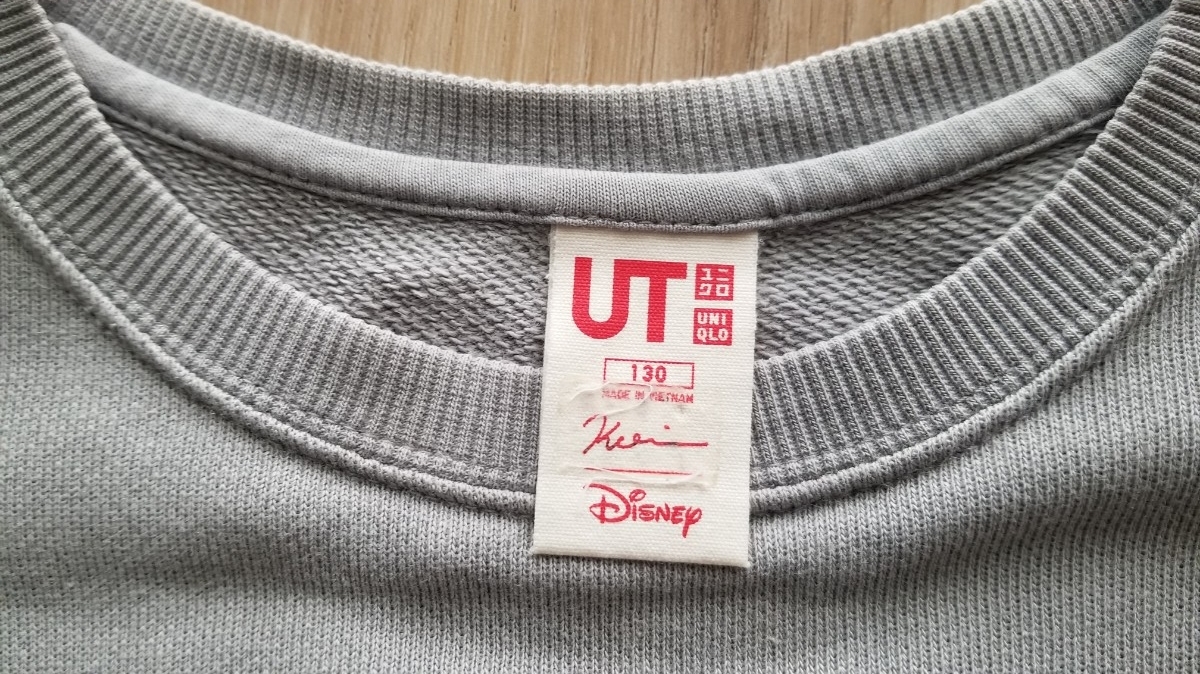 UT
ユニ
クロ
UNI
QLO
130
MADE IN VIETNAM
Disney